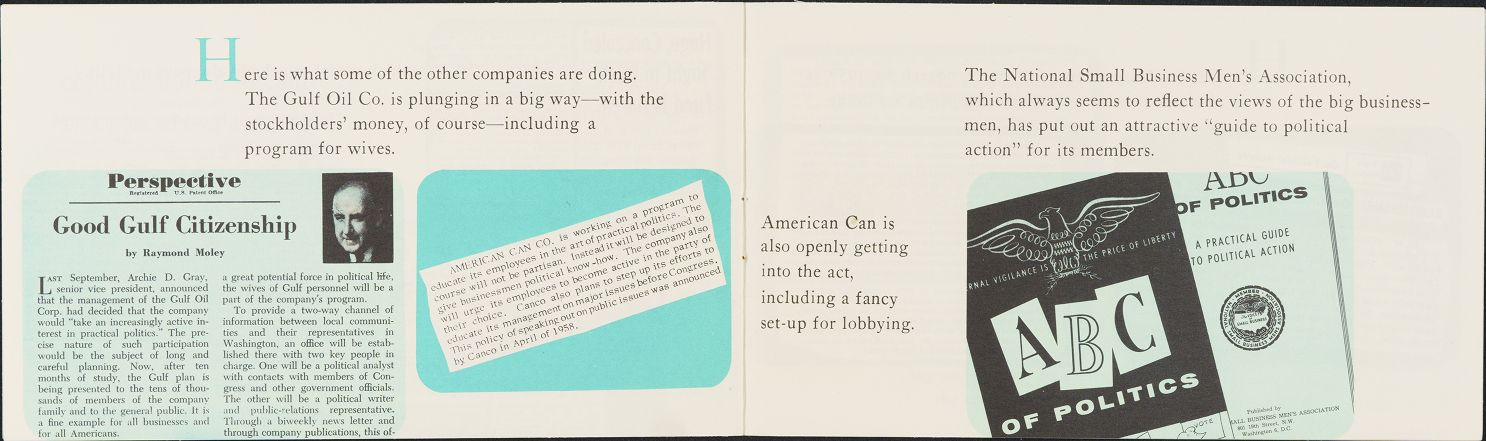 Here is what some of the other companies are doing.
The Gulf Oil Co. is plunging in a big way—with the
stockholders' money, of course—including a
program for wives.
Perspective
Registered U.S. Patent Office
Good Gulf Citizenship
by Raymond Moley
LAST September, Archie D. Gray,
senior vice president, announced
that the management of the Gulf Oil
Corp. had decided that the company
would "take an increasingly active in-
terest in practical politics." The pre-
cise nature of such participation
would be the subject of long and
careful planning. Now, after ten
months of study, the Gulf plan is
being presented to the tens of thou-
sands of members of the company
family and to the general public. It is
a fine example for all businesses and
for all Americans.
a great potential force in political life,
the wives of Gulf personnel will be a
part of the company's program.
To provide a two-way channel of
information between local communi-
ties and their representatives in
Washington, an office will be estab-
lished there with two key people in
charge. One will be a political analyst
with contacts with members of Con-
gress and other government officials.
The other will be a political writer
and public-relations representative.
Through a biweekly news letter and
through company publications, this of-
AMERICAN CAN CO. is working on a program to
educate its employees in the art of practical politics. The
course will not be partisan. Instead it will be designed to
give businessmen political know-how. The company also
will urge its employees to become active in the party of
their choice. Canco also plans to step up its efforts to
educate its management on major issues before Congress.
This policy of speaking out on public issues was announced
by Canco in April of 1958.
American Can is
also openly getting
into the act,
including a fancy
set-up for lobbying.
The National Small Business Men's Association,
which always seems to reflect the views of the big business-
men, has put out an attractive "guide to political
action" for its members.
RNAL VIGILANCE IS THE PRICE OF LIBERTY
ABC
OF POLITICS
ABC
OF POLITICS
A PRACTICAL GUIDE
TO POLITICAL ACTION
VOTE
Published by
ALL BUSINESS MEN'S ASSOCIATION
801 19th Street, N.W.
Washington 6, D.C.